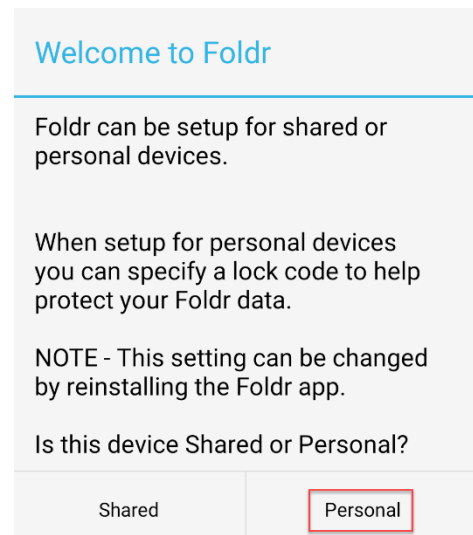 Welcome to Foldr
Foldr can be setup for shared or
personal devices.
When setup for personal devices
you can specify a lock code to help
protect your Foldr data.
NOTE - This setting can be changed
by reinstalling the Foldr app.
Is this device Shared or Personal?
Shared
Personal